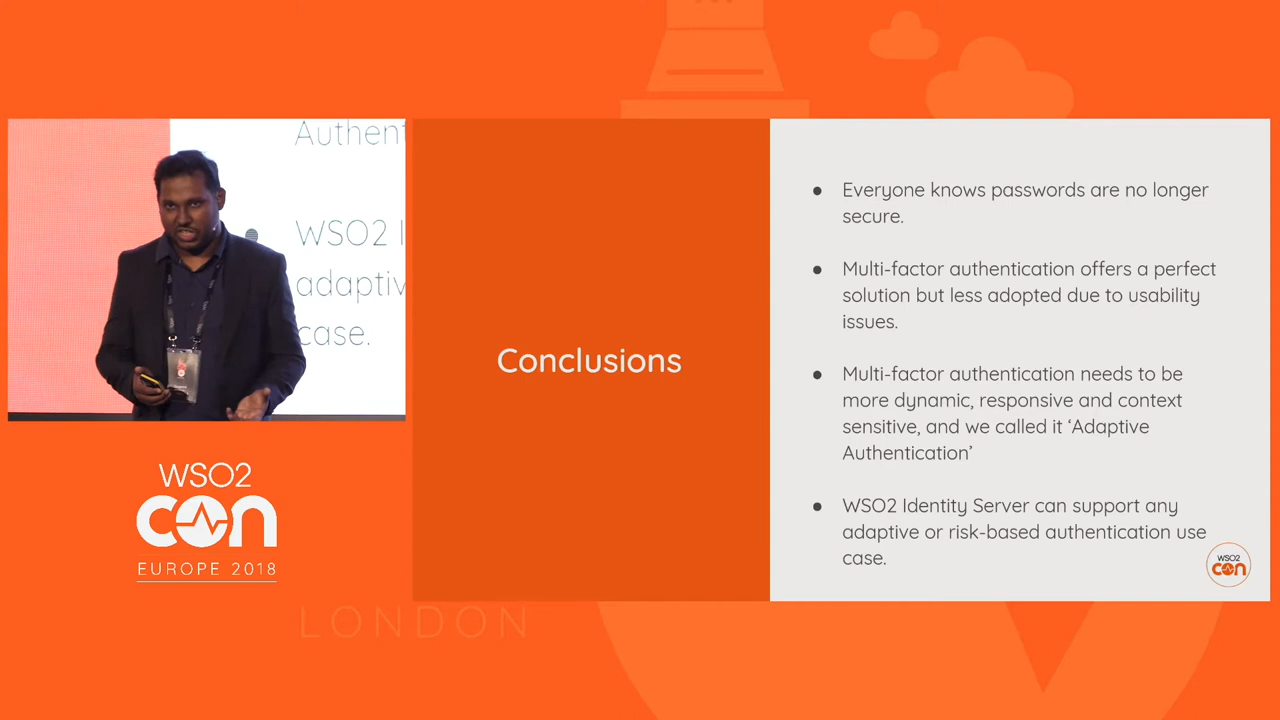 Authent
WSO2 I
adaptiv
case.
WSO2
con
EUROPE 2018
LONDON
Conclusions
• Everyone knows passwords are no longer
secure.
• Multi-factor authentication offers a perfect
solution but less adopted due to usability
issues.
• Multi-factor authentication needs to be
more dynamic, responsive and context
sensitive, and we called it ‘Adaptive
Authentication’
• WSO2 Identity Server can support any
adaptive or risk-based authentication use
case.
WSO2
con